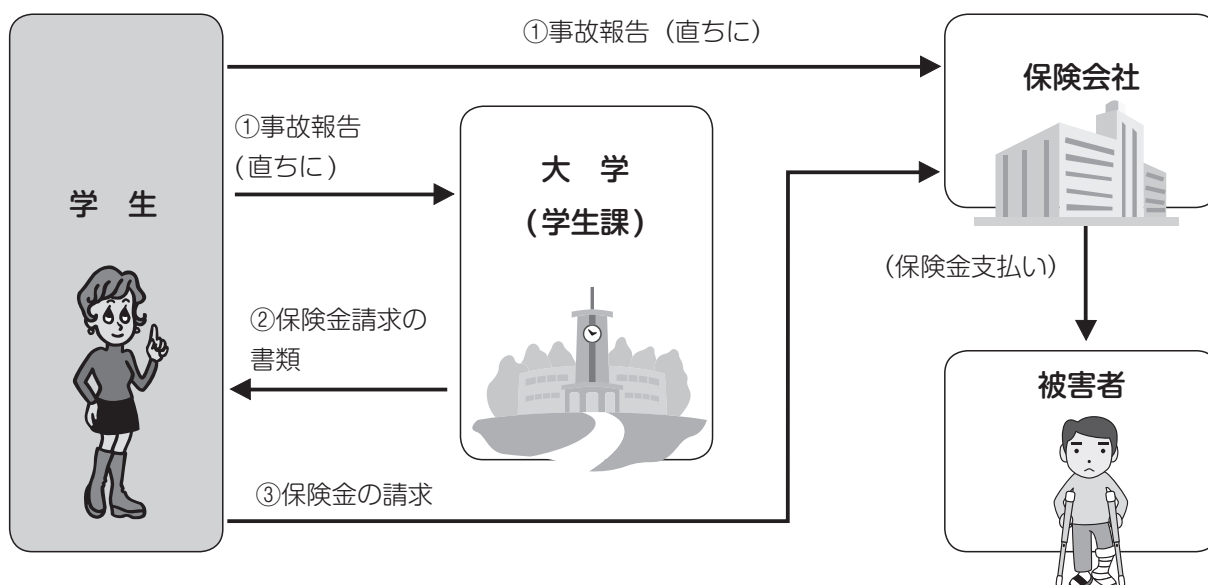 ①事故報告（直ちに）
保険会社
①事故報告
(直ちに)
大　学
(学生課)
学　生
(保険金支払い)
②保険金請求の
書類
被害者
③保険金の請求